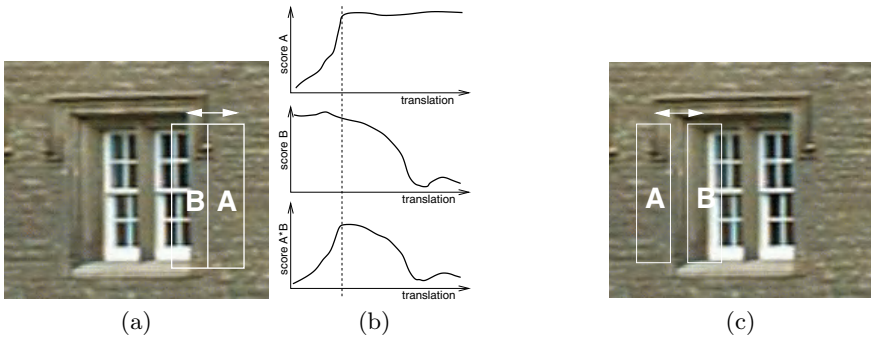 B A
score A
translation
score B
translation
score A*B
translation
A B
(a) (b) (c)